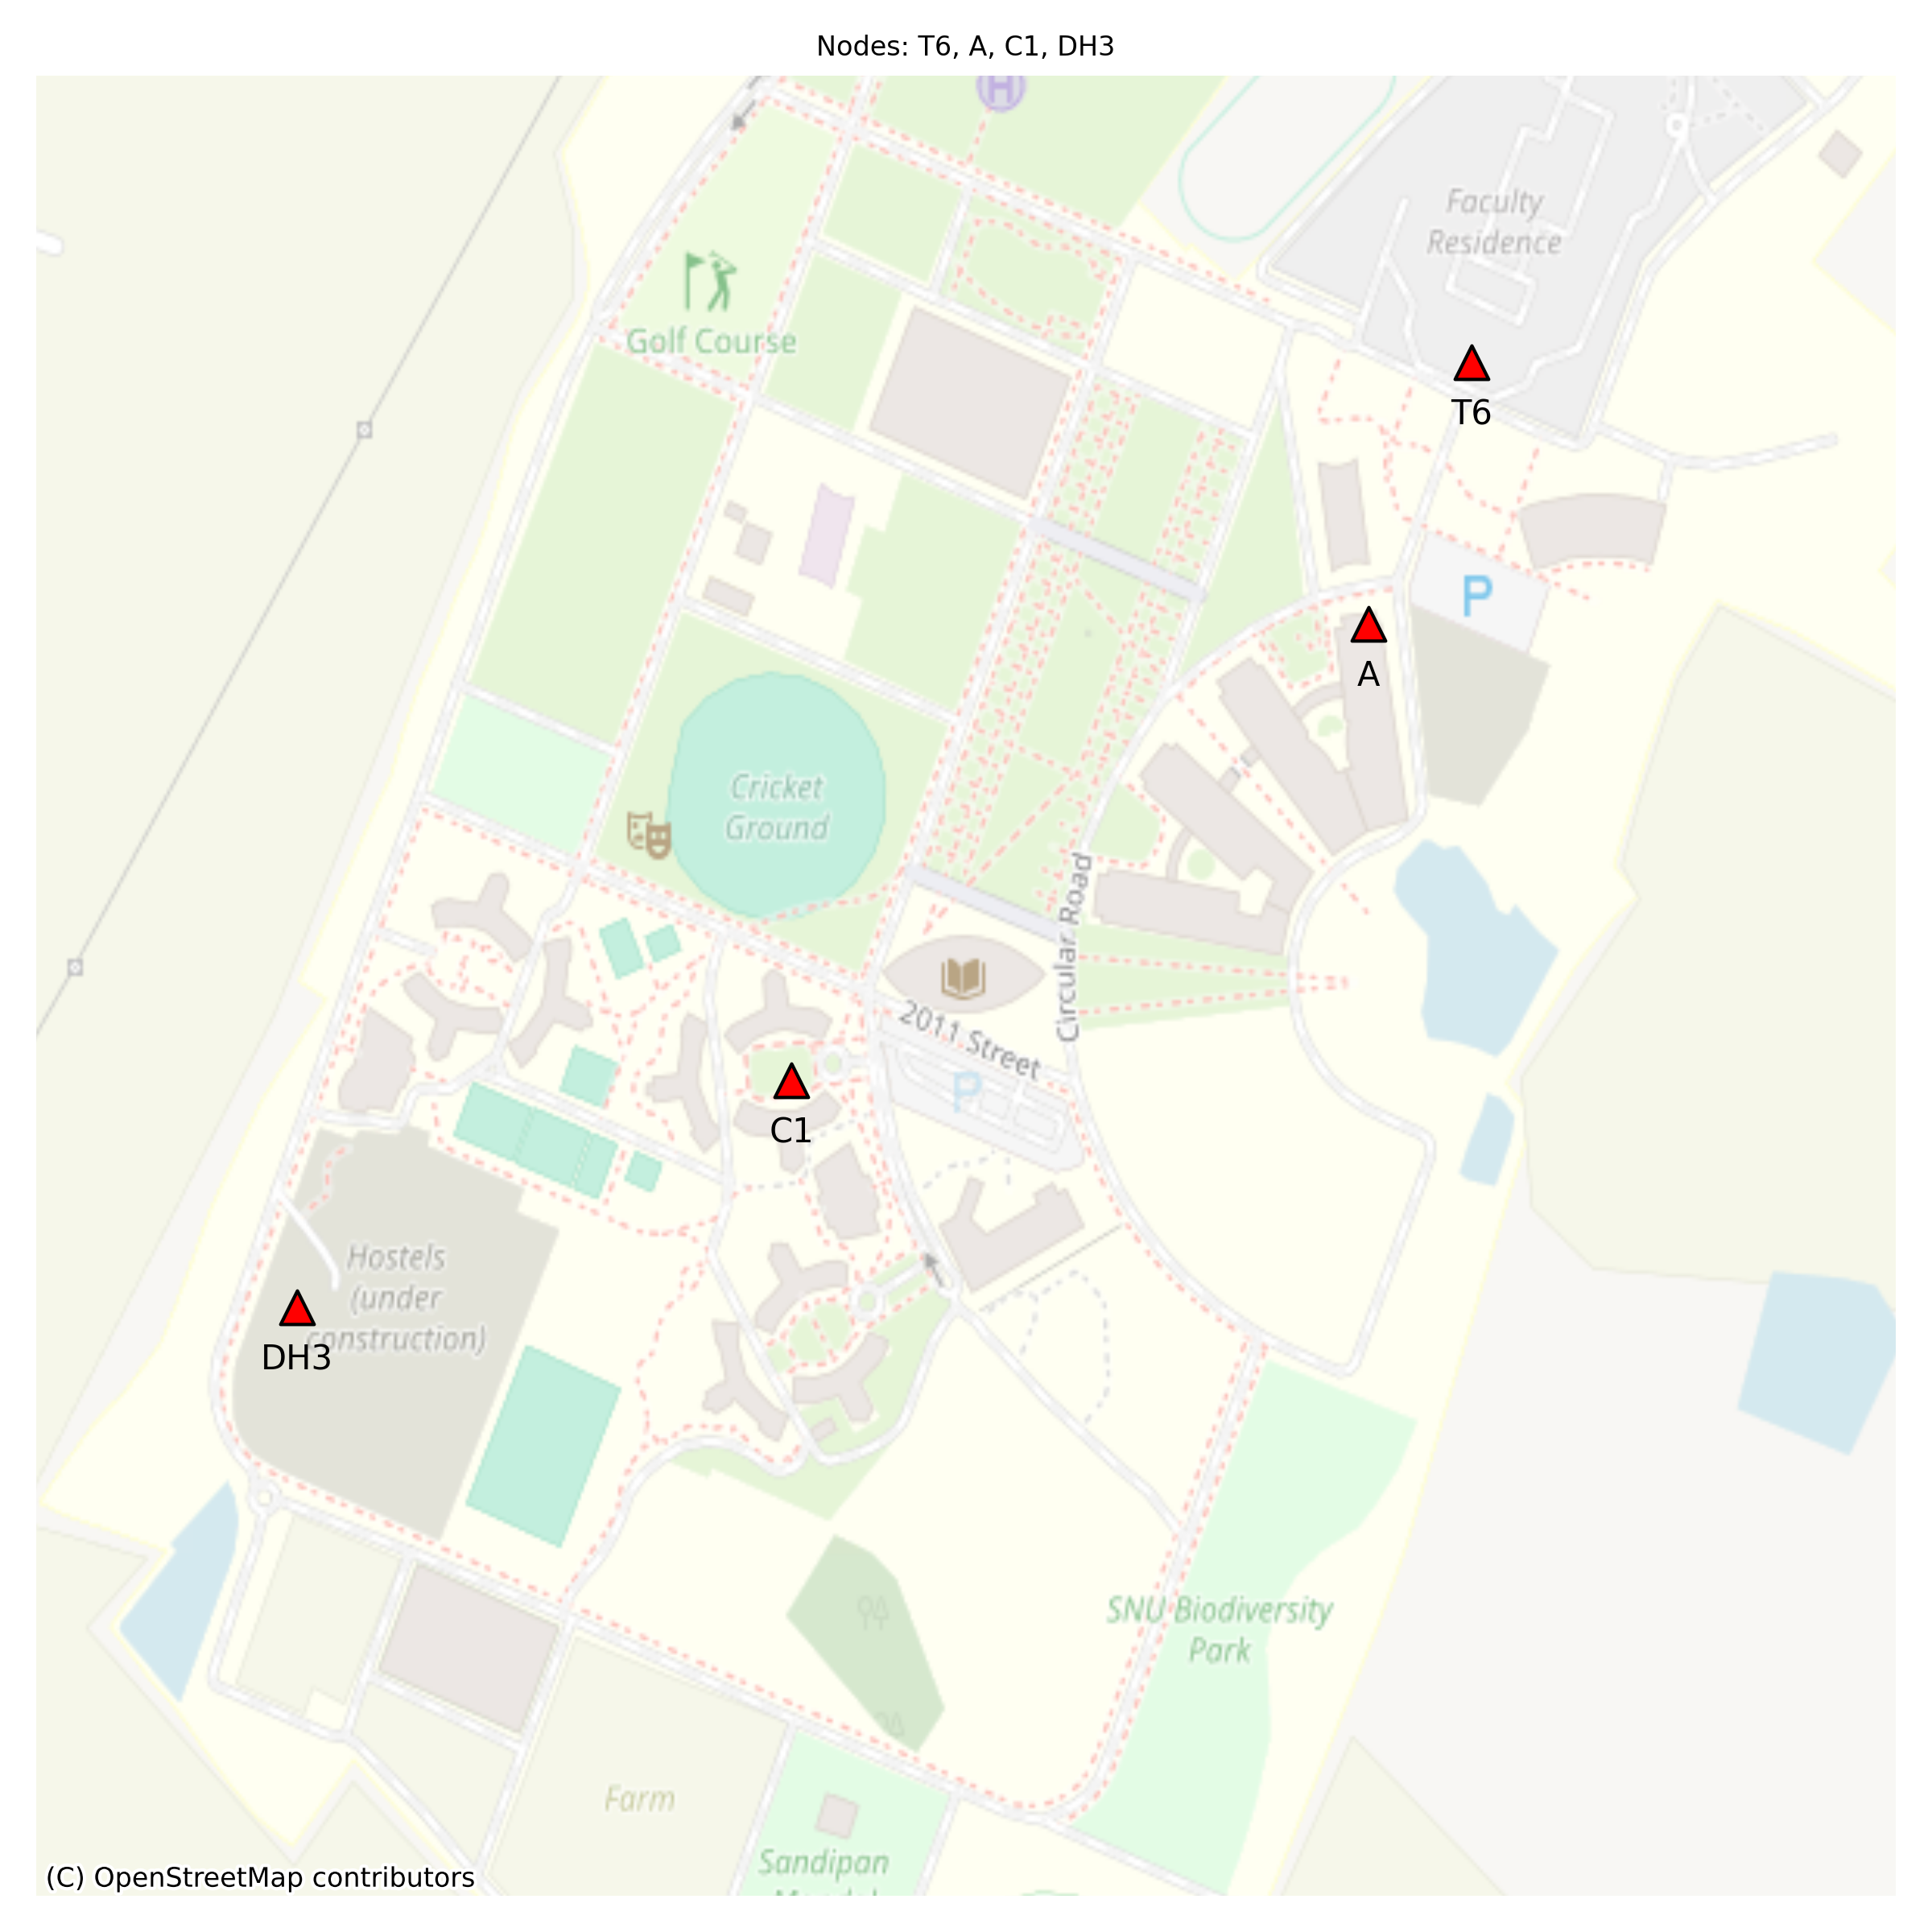 Nodes: T6, A, C1, DH3
H
Faculty
Residence
Golf Course
T6
P
A
Cricket
Ground
Circular Road
2011 Street
P
C1
Hostels
(under
construction)
DH3
SNU Biodiversity
Park
Farm
Sandipan
(C) OpenStreetMap contributors